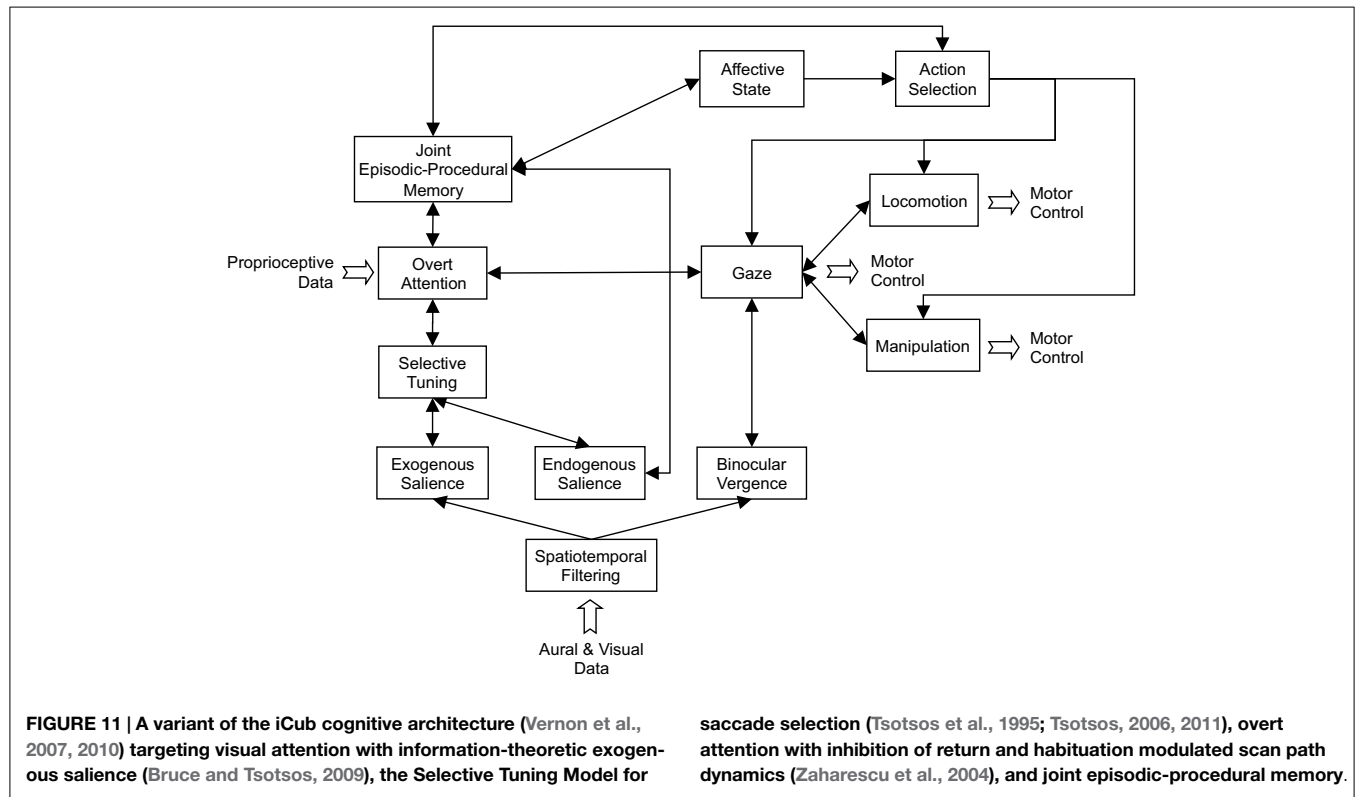 Affective
State
Action
Selection
Joint
Episodic-Procedural
Memory
Locomotion
Motor
Control
Proprioceptive
Data
Overt
Attention
Gaze
Motor
Control
Manipulation
Motor
Control
Selective
Tuning
Exogenous
Salience
Endogenous
Salience
Binocular
Vergence
Spatiotemporal
Filtering
Aural & Visual
Data
FIGURE 11 | A variant of the iCub cognitive architecture (Vernon et al.,
2007, 2010) targeting visual attention with information-theoretic exogen-
ous salience (Bruce and Tsotsos, 2009), the Selective Tuning Model for
saccade selection (Tsotsos et al., 1995; Tsotsos, 2006, 2011), overt
attention with inhibition of return and habituation modulated scan path
dynamics (Zaharescu et al., 2004), and joint episodic-procedural memory.